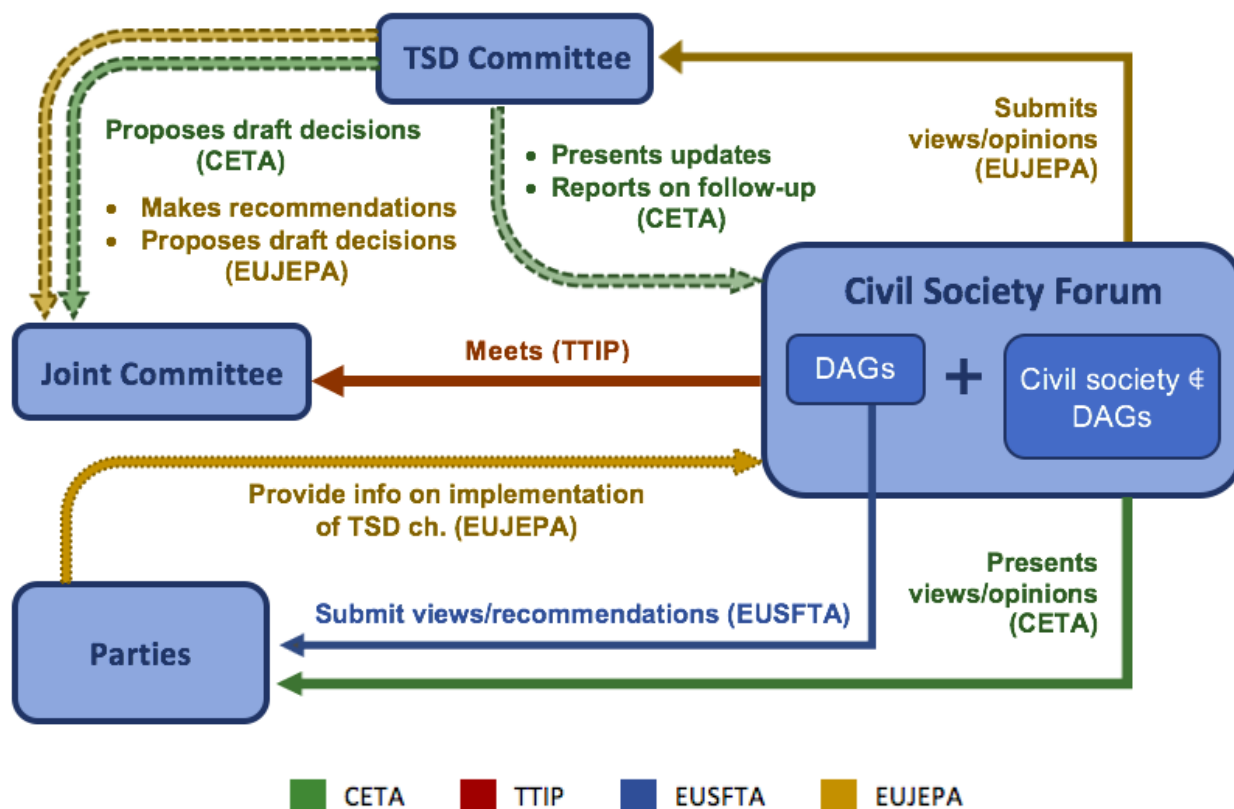 TSD Committee
Proposes draft decisions
(CETA)
• Makes recommendations
• Proposes draft decisions
(EUJEPA)
• Presents updates
• Reports on follow-up
(CETA)
Submits
views/opinions
(EUJEPA)
Civil Society Forum
DAGs
+
Civil society ⊄
DAGs
Joint Committee
Meets (TTIP)
Provide info on implementation
of TSD ch. (EUJEPA)
Submit views/recommendations (EUSFTA)
Presents
views/opinions
(CETA)
Parties
CETA
TTIP
EUSFTA
EUJEPA